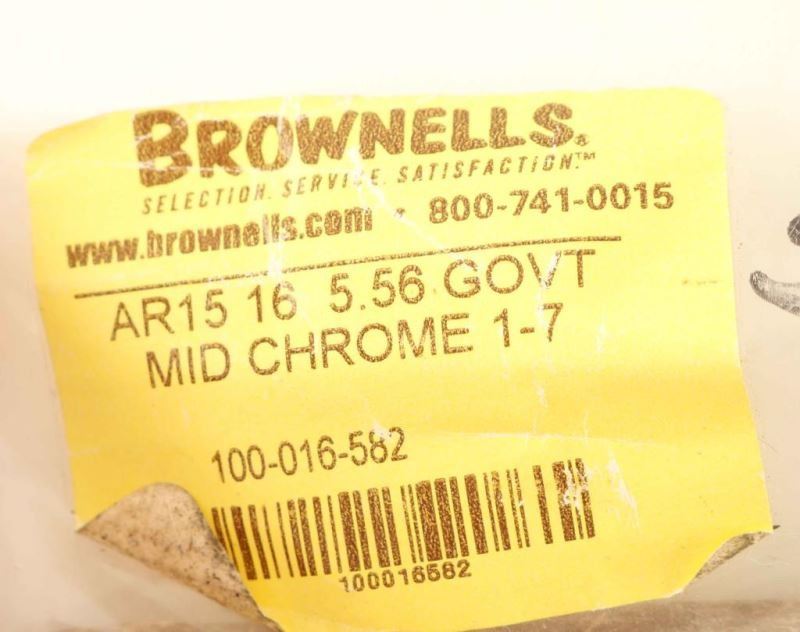 BROWNELLS®
SELECTION. SERVICE. SATISFACTION.™
www.brownells.com • 800-741-0015
AR15 16 5.56 GOVT
MID CHROME 1-7
100-016-582
100016582